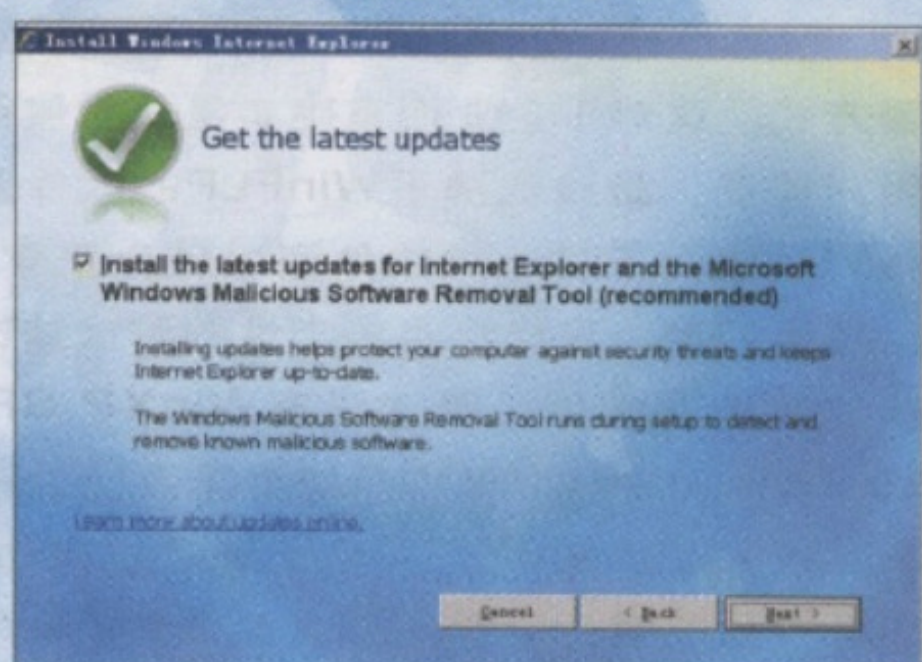 Install Windows Internet Explorer
Get the latest updates
Install the latest updates for Internet Explorer and the Microsoft
Windows Malicious Software Removal Tool (recommended)
Installing updates helps protect your computer against security threats and keeps
Internet Explorer up-to-date.
The Windows Malicious Software Removal Tool runs during setup to detect and
remove known malicious software.
Learn more about updates online.
Cancel
< Back
Next >